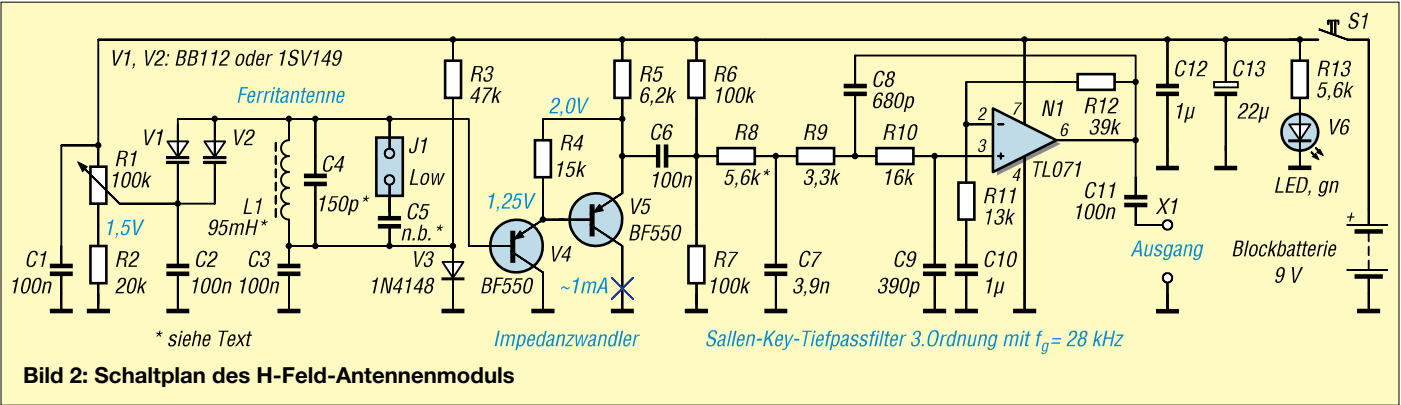 V1, V2: BB112 oder 1SV149
Ferritantenne
V1
V2
R1
100k
1,5V
R2
20k
C1
100n
C2
100n
L1
95mH*
C3
100n
C4
150p*
J1
Low
C5
n.b.*
R3
47k
V3
1N4148
2,0V
R4
15k
1,25V
V4
BF550
R5
6,2k
V5
BF550
~1mA
C6
100n
R6
100k
R7
100k
R8
5,6k*
C7
3,9n
R9
3,3k
C8
680p
R10
16k
C9
390p
R11
13k
C10
1µ
2
3
7
4
6
N1
TL071
R12
39k
C11
100n
X1
Ausgang
C12
1µ
C13
22µ
R13
5,6k
V6
LED, gn
S1
+
Blockbatterie
9 V
* siehe Text
Impedanzwandler
Sallen-Key-Tiefpassfilter 3.Ordnung mit fg= 28 kHz
Bild 2: Schaltplan des H-Feld-Antennenmoduls